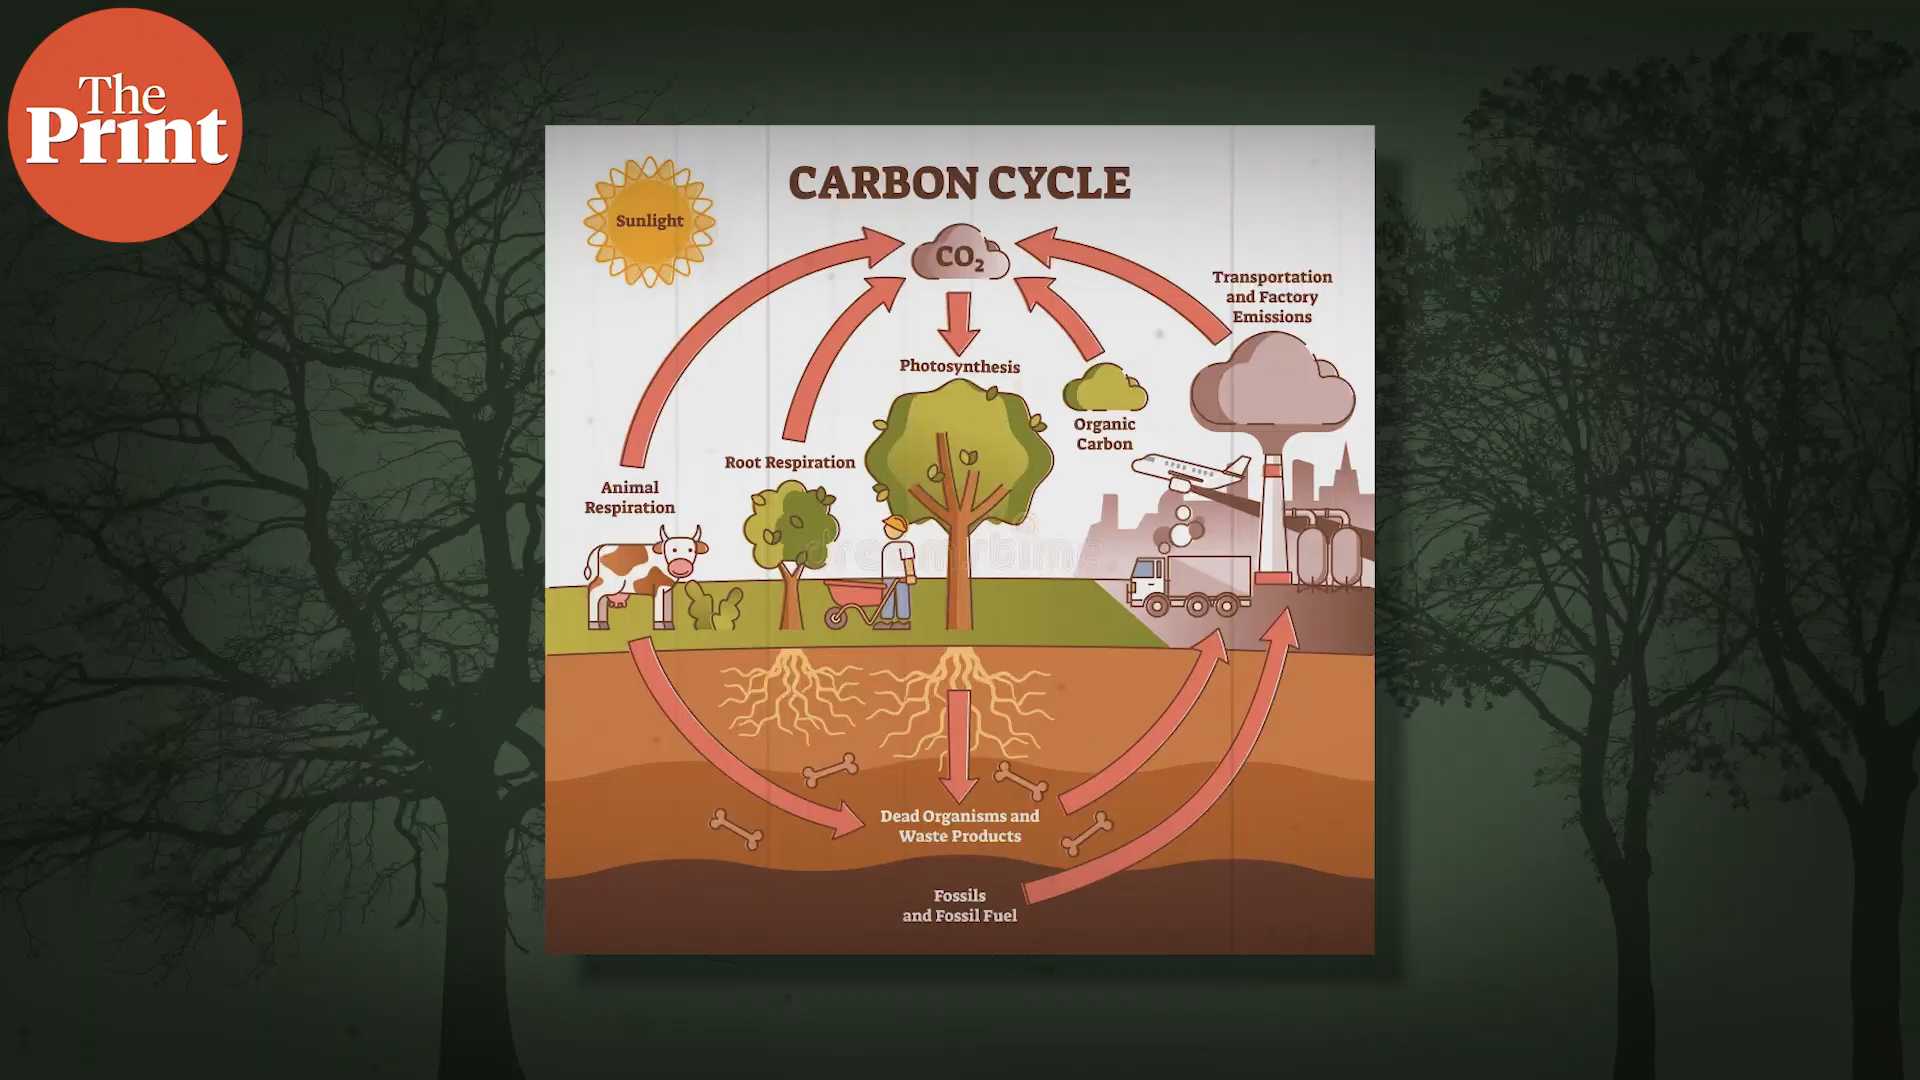 The
Print
CARBON CYCLE
Sunlight
CO₂
Transportation
and Factory
Emissions
Photosynthesis
Organic
Carbon
Root Respiration
Animal
Respiration
dreamstime
Dead Organisms and
Waste Products
Fossils
and Fossil Fuel